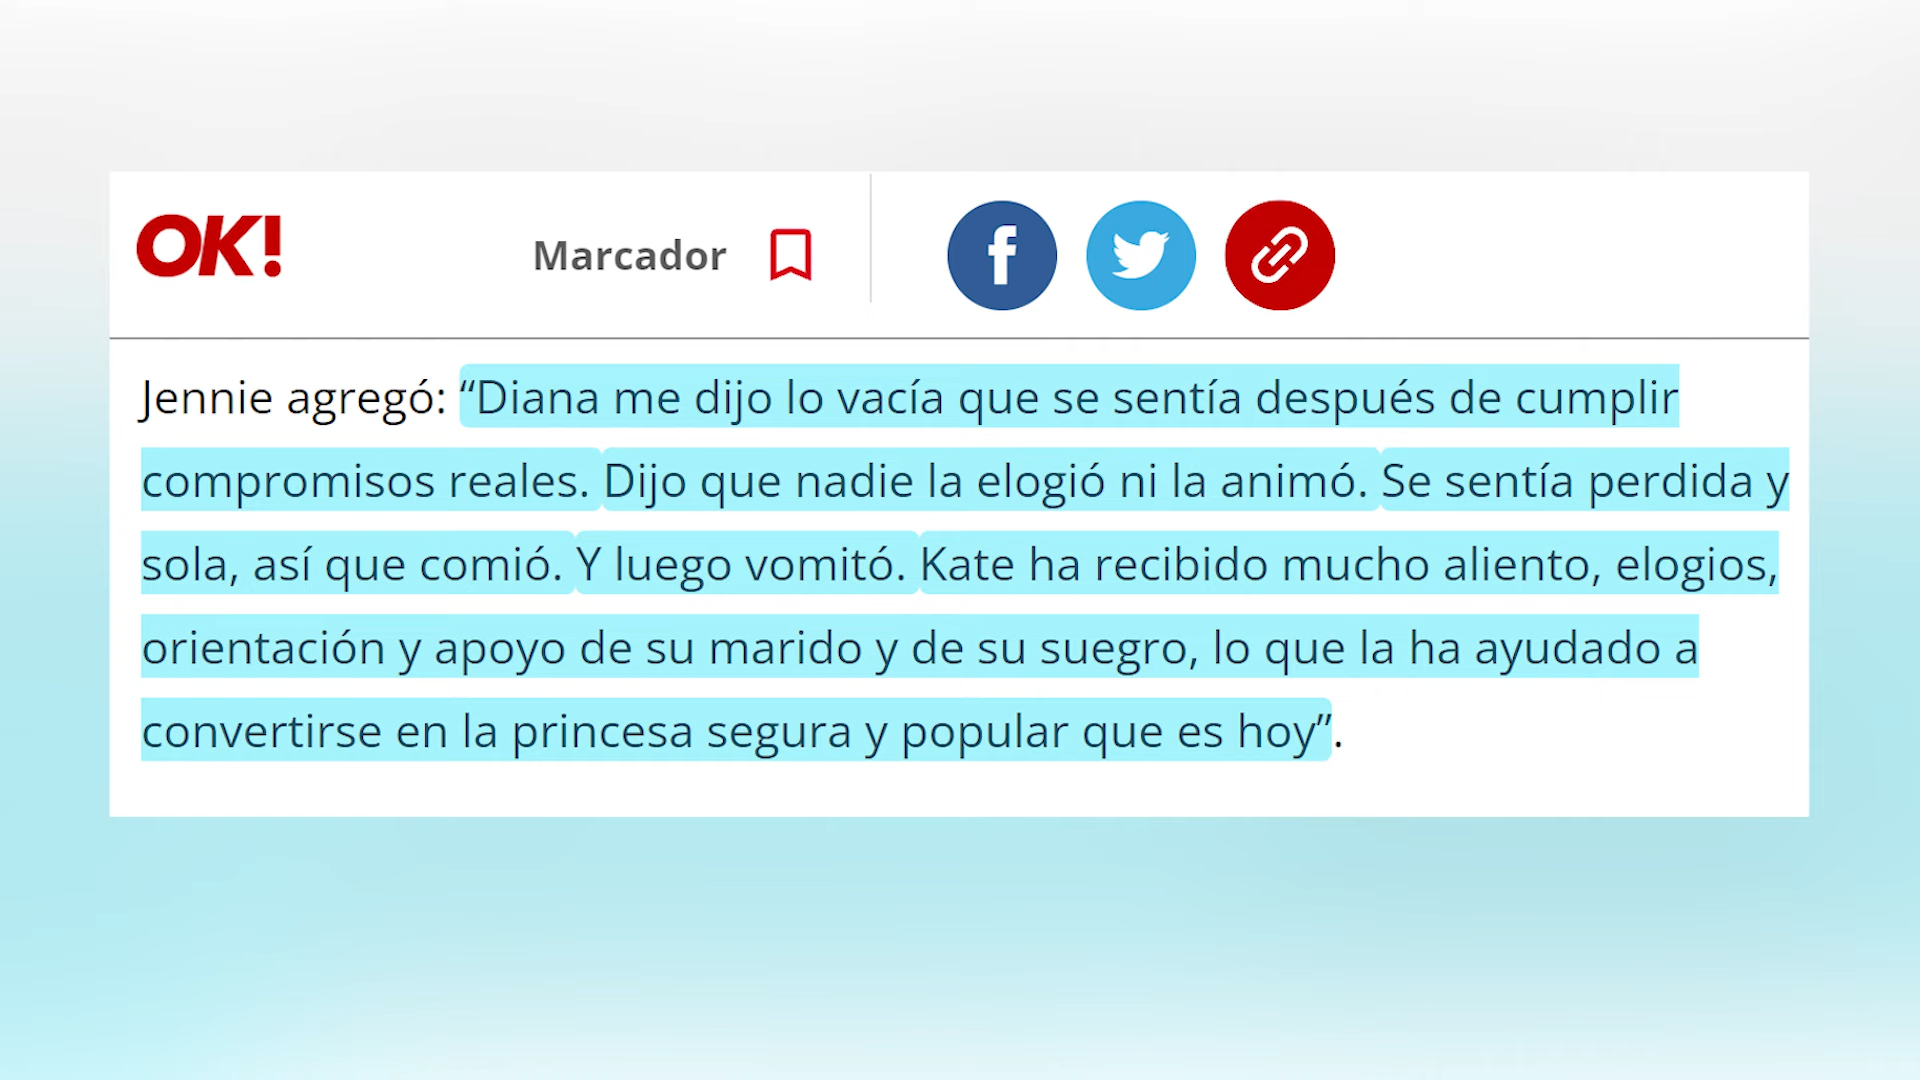 OK!
Marcador
Jennie agregó: “Diana me dijo lo vacía que se sentía después de cumplir
compromisos reales. Dijo que nadie la elogió ni la animó. Se sentía perdida y
sola, así que comió. Y luego vomitó. Kate ha recibido mucho aliento, elogios,
orientación y apoyo de su marido y de su suegro, lo que la ha ayudado a
convertirse en la princesa segura y popular que es hoy”.